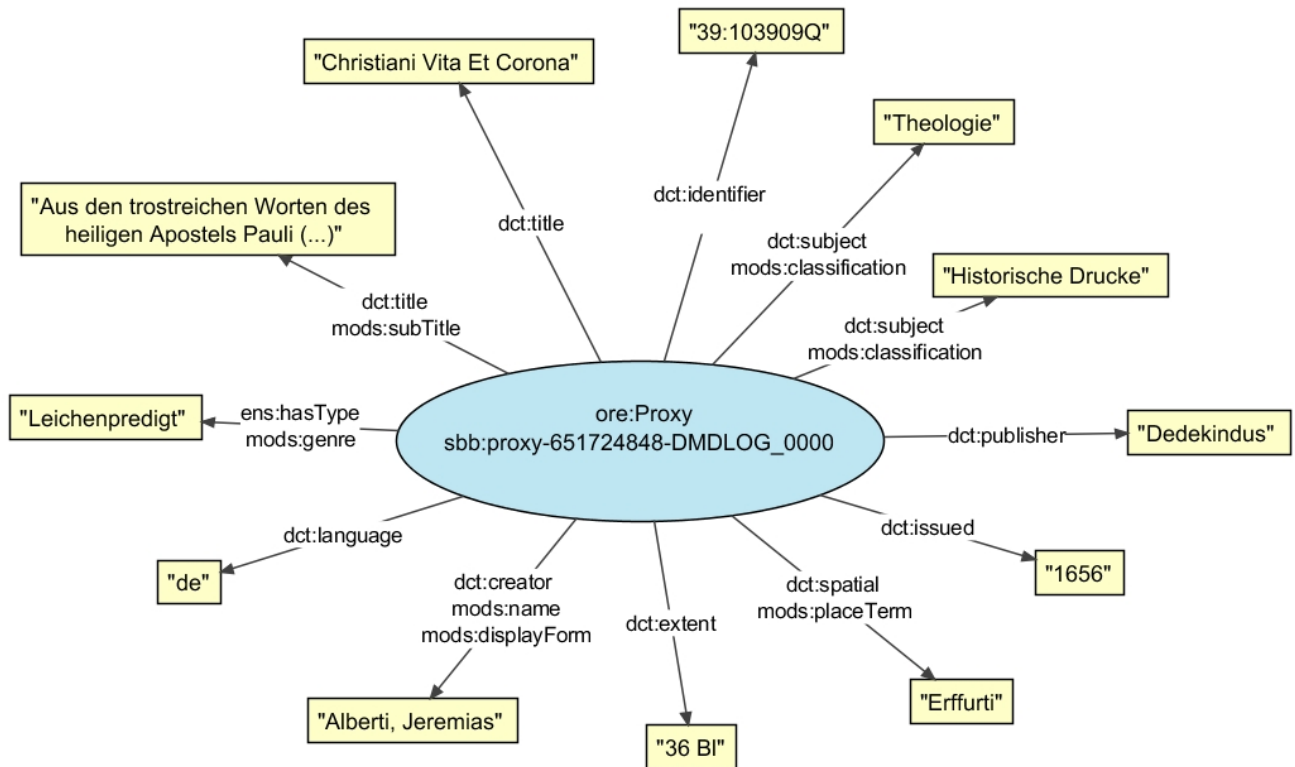 "39:103909Q"
"Christiani Vita Et Corona"
"Theologie"
dct:identifier
"Aus den trostreichen Worten des
heiligen Apostels Pauli (...)"
dct:title
dct:subject
mods:classification
"Historische Drucke"
dct:title
mods:subTitle
dct:subject
mods:classification
"Leichenpredigt"
ens:hasType
mods:genre
ore:Proxy
sbb:proxy-651724848-DMDLOG_0000
dct:publisher
"Dedekindus"
dct:language
"de"
dct:issued
"1656"
dct:creator
mods:name
mods:displayForm
dct:extent
dct:spatial
mods:placeTerm
"Alberti, Jeremias"
"36 Bl"
"Erffurti"